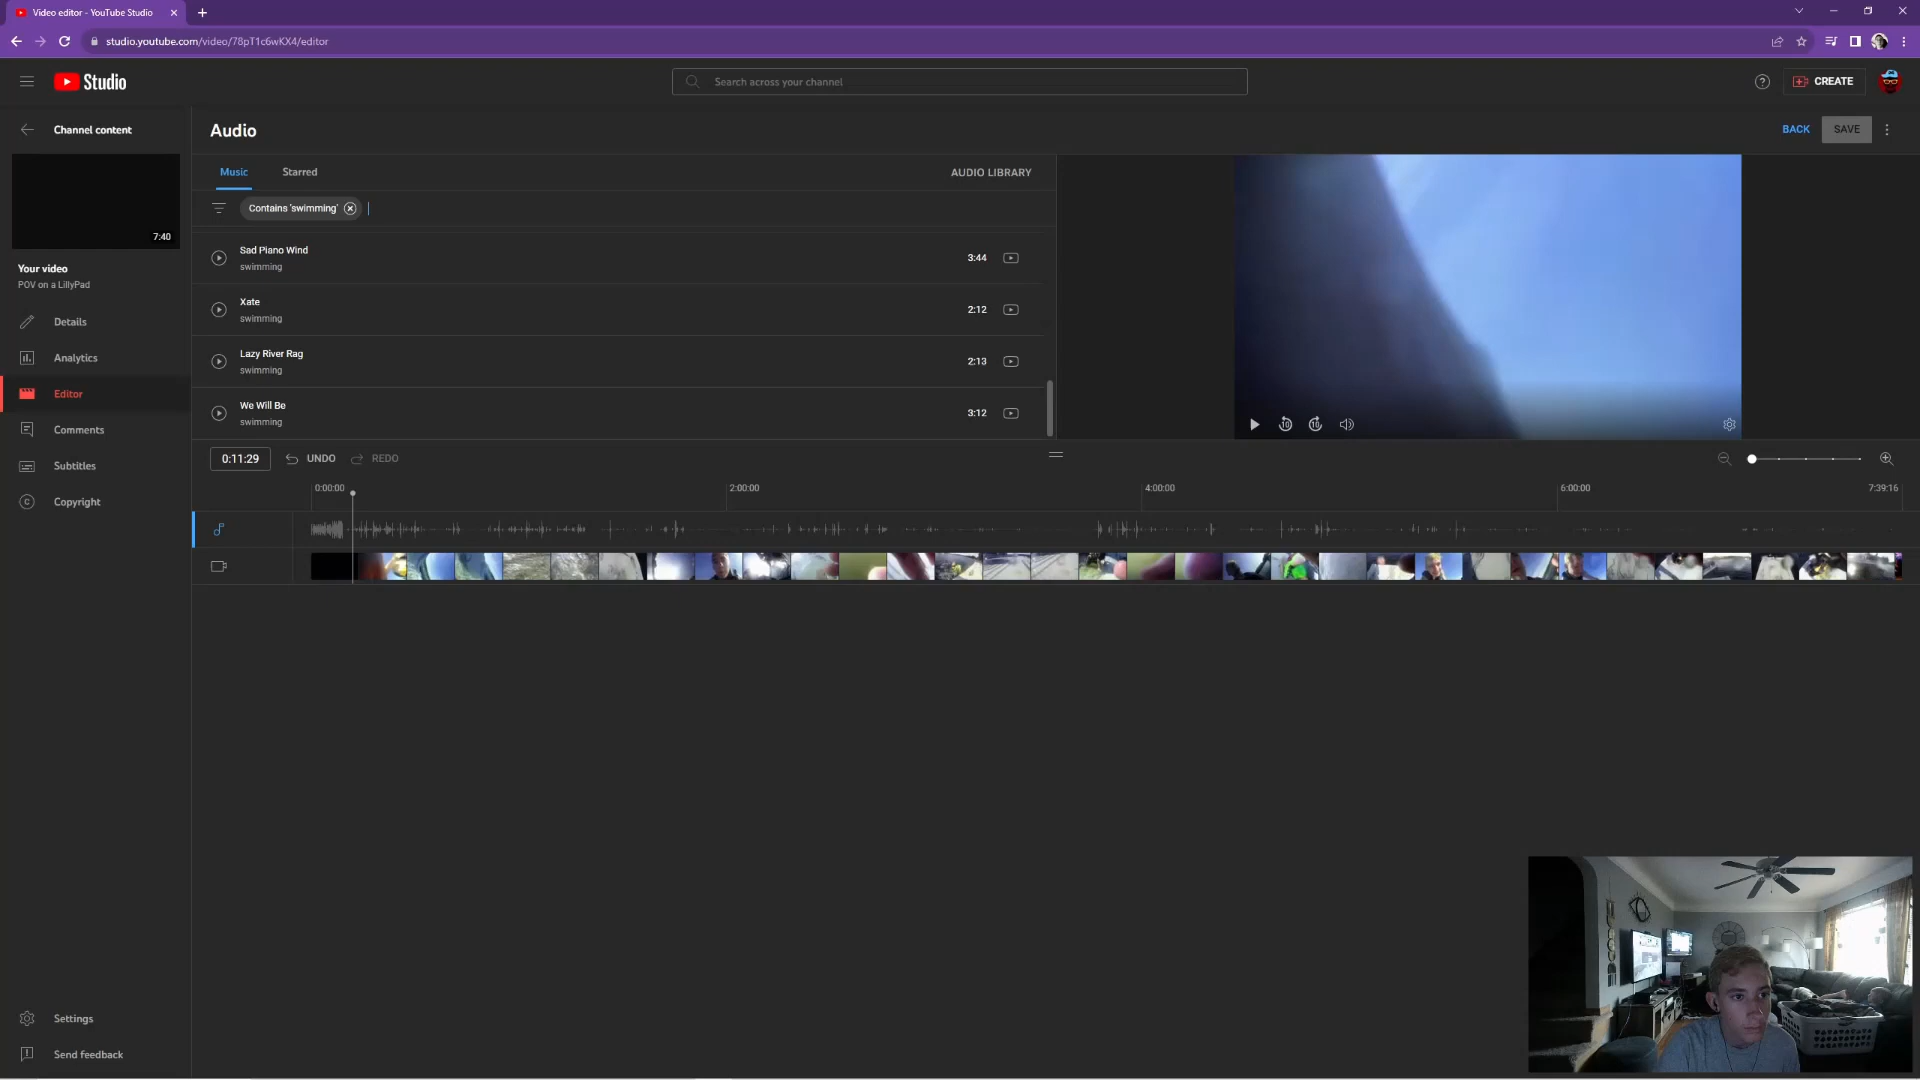 Video editor - YouTube Studio
studio.youtube.com/video/78pT1c6wKX4/editor
Studio
Search across your channel
CREATE
Channel content
Audio
BACK
SAVE
Music
Starred
AUDIO LIBRARY
Contains 'swimming'
7:40
Your video
POV on a LillyPad
Sad Piano Wind
swimming
3:44
Xate
swimming
2:12
Lazy River Rag
swimming
2:13
We Will Be
swimming
3:12
Details
Analytics
Editor
Comments
Subtitles
Copyright
10
10
0:11:29
UNDO
REDO
0:00:00
2:00:00
4:00:00
6:00:00
7:39:16
Settings
Send feedback